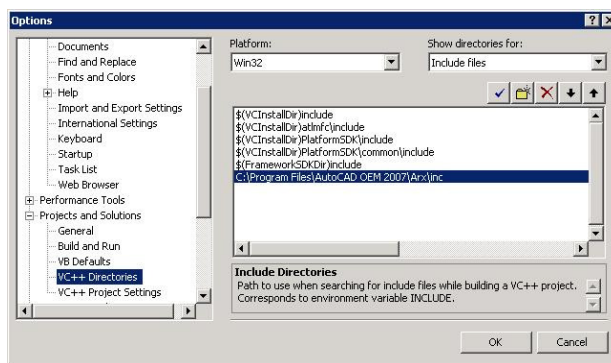 Options
Documents
Find and Replace
Fonts and Colors
Help
Import and Export Settings
International Settings
Keyboard
Startup
Task List
Web Browser
Performance Tools
Projects and Solutions
General
Build and Run
VB Defaults
VC++ Directories
VC++ Project Settings
Platform:
Win32
Show directories for:
Include files
$(VCInstallDir)include
$(VCInstallDir)atlmfc\include
$(VCInstallDir)PlatformSDK\include
$(VCInstallDir)PlatformSDK\common\include
$(FrameworkSDKDir)include
C:\Program Files\AutoCAD OEM 2007\Arx\inc
Include Directories
Path to use when searching for include files while building a VC++ project.
Corresponds to environment variable INCLUDE.
OK
Cancel